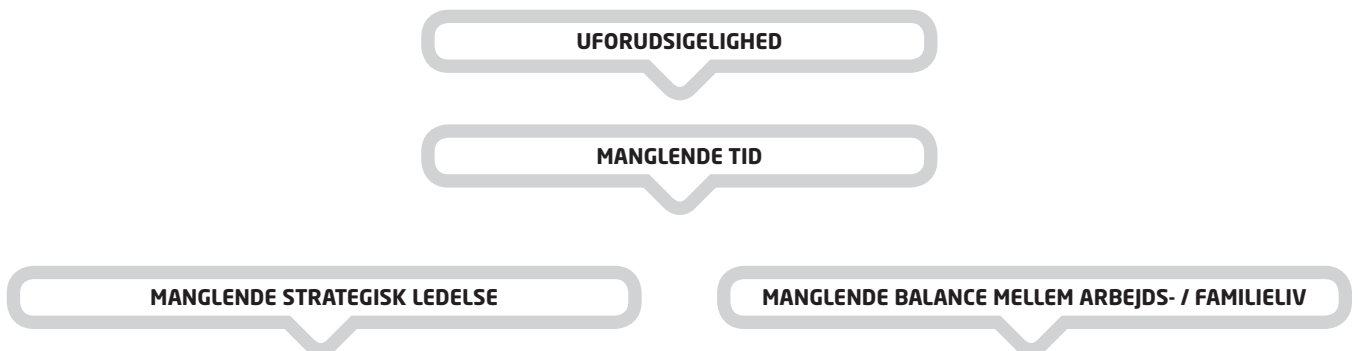 UFORUDSIGELIGHED
MANGLENDE TID
MANGLENDE STRATEGISK LEDELSE
MANGLENDE BALANCE MELLEM ARBEJDS- / FAMILIELIV